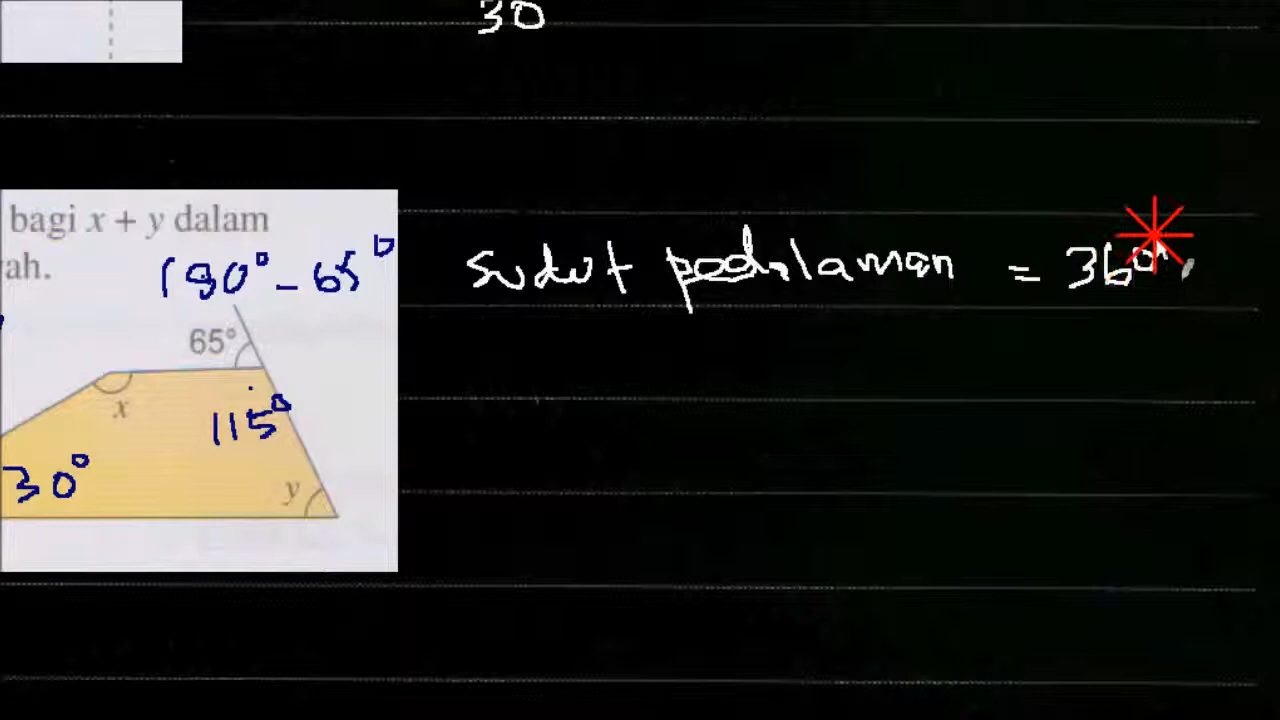 30
bagi x + y dalam
ah.
180° - 65°
sudut pedalaman = 360°
65°
x
115°
30°
y